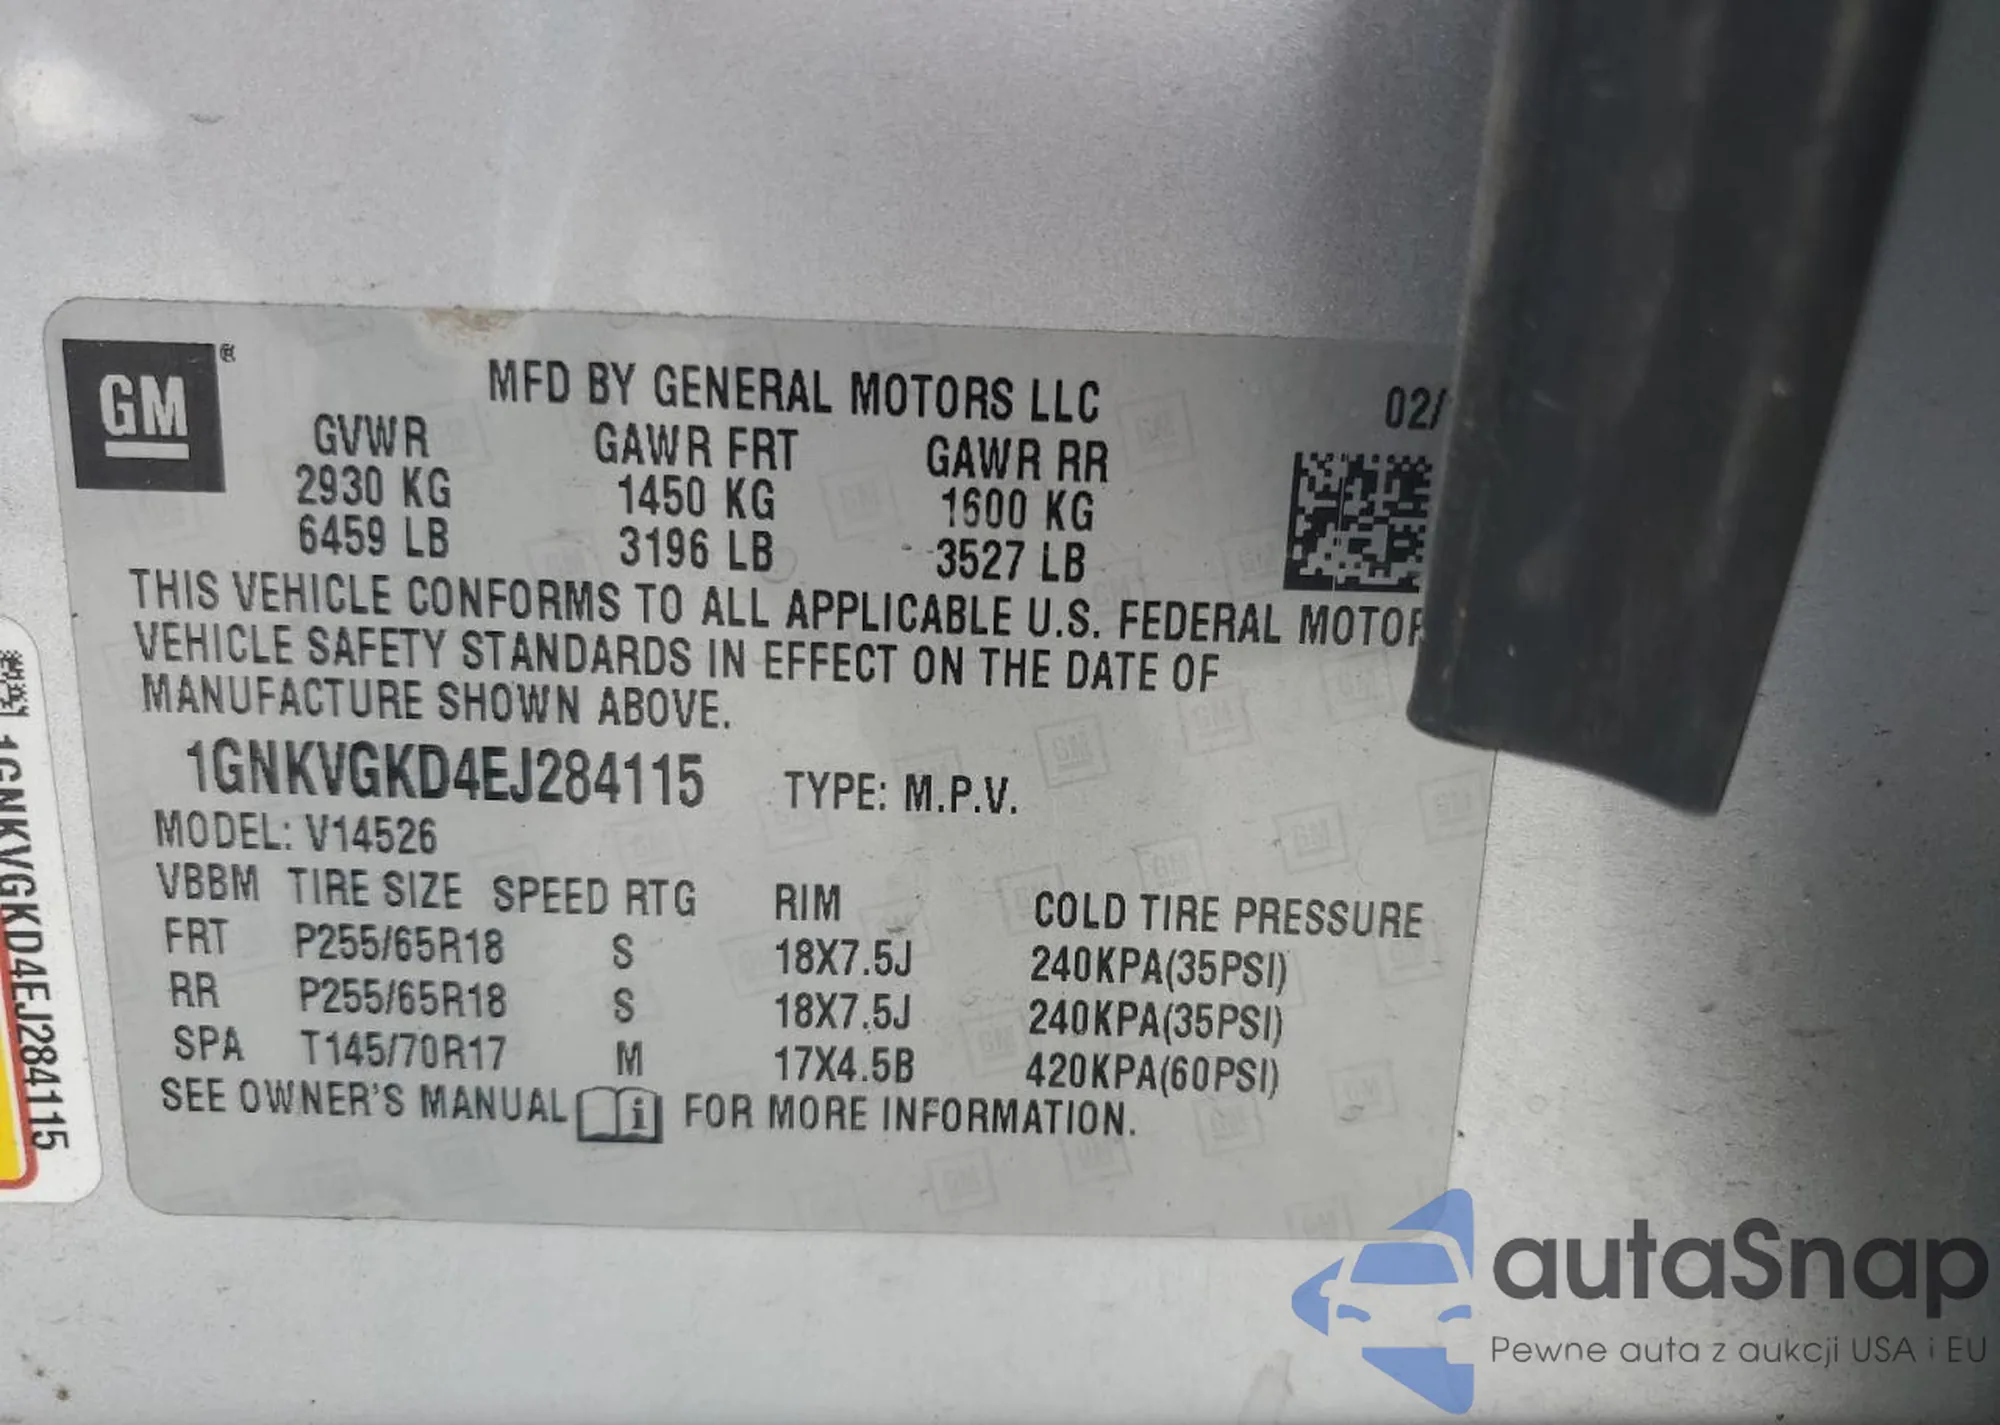 GM ®
MFD BY GENERAL MOTORS LLC 02/
GVWR GAWR FRT GAWR RR
2930 KG 1450 KG 1600 KG
6459 LB 3196 LB 3527 LB
THIS VEHICLE CONFORMS TO ALL APPLICABLE U.S. FEDERAL MOTOR
VEHICLE SAFETY STANDARDS IN EFFECT ON THE DATE OF
MANUFACTURE SHOWN ABOVE.
1GNKVGKD4EJ284115 TYPE: M.P.V.
MODEL: V14526
VBBM TIRE SIZE SPEED RTG RIM COLD TIRE PRESSURE
FRT P255/65R18 S 18X7.5J 240KPA(35PSI)
RR P255/65R18 S 18X7.5J 240KPA(35PSI)
SPA T145/70R17 M 17X4.5B 420KPA(60PSI)
SEE OWNER'S MANUAL i FOR MORE INFORMATION.
1GNKVGKD4EJ284115
autaSnap
Pewne auta z aukcji USA i EU